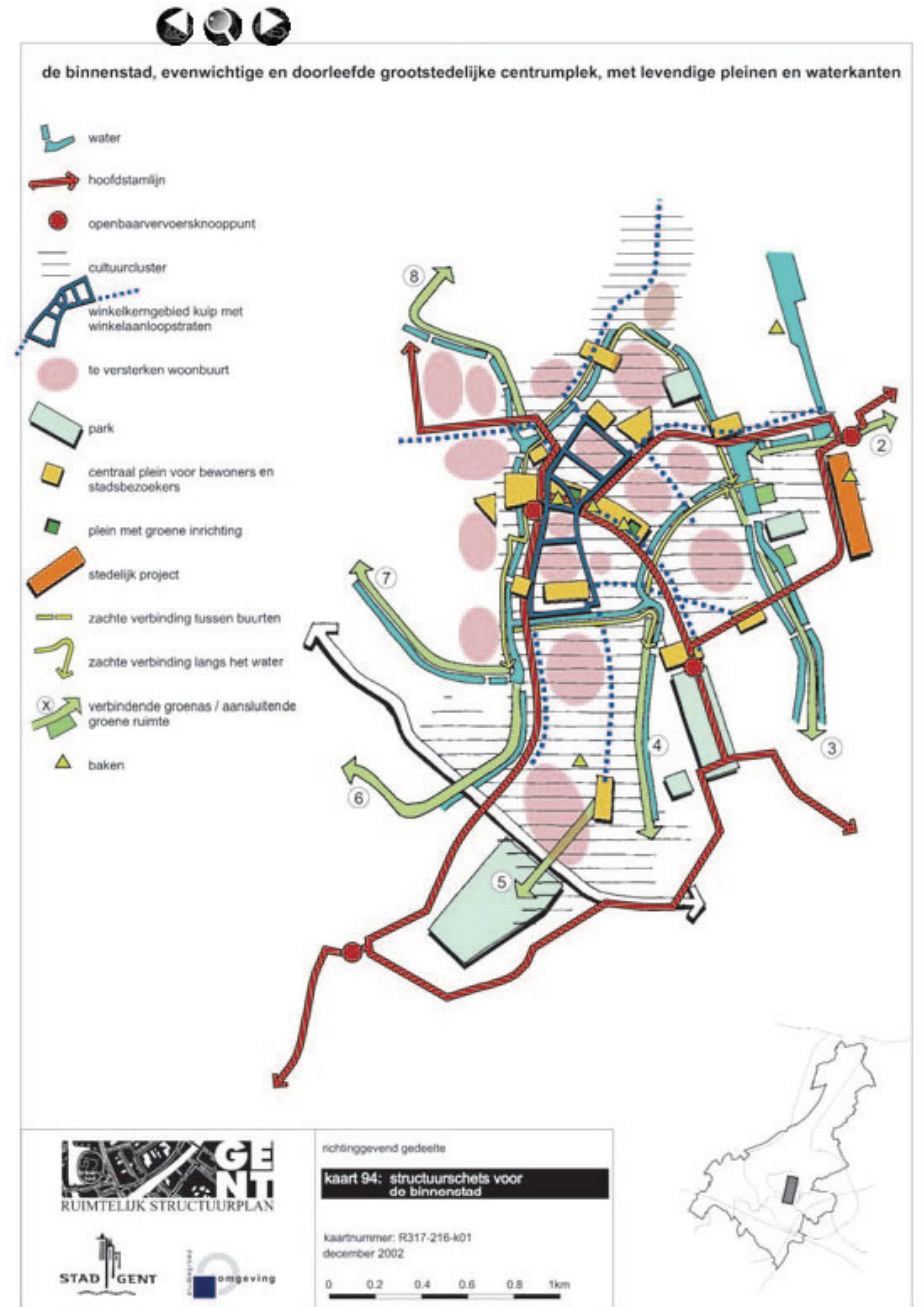 de binnenstad, evenwichtige en doorleefde grootstedelijke centrumplek, met levendige pleinen en waterkanten
water
hoofdstamlijn
openbaarvervoersknooppunt
cultuurcluster
winkelkerngebied kuip met
winkelaanloopstraten
te versterken woonbuurt
park
centraal plein voor bewoners en
stadsbezoekers
plein met groene inrichting
stedelijk project
zachte verbinding tussen buurten
zachte verbinding langs het water
X
verbindende groenas / aansluitende
groene ruimte
baken
8
2
7
3
4
6
5
GENT
RUIMTELIJK STRUCTUURPLAN
STAD GENT
studiegroep
omgeving
richtinggevend gedeelte
kaart 94: structuurschets voor
de binnenstad
kaartnummer: R317-216-k01
december 2002
0 0.2 0.4 0.6 0.8 1km